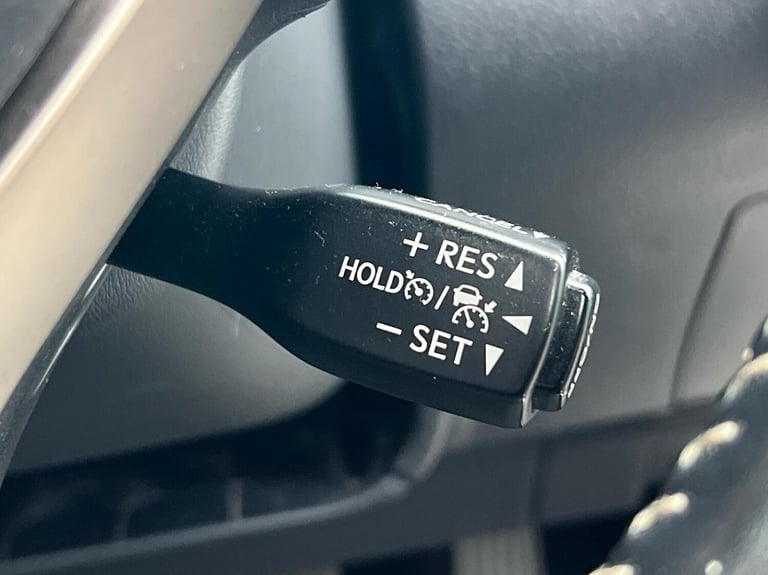 CANCEL
+ RES
HOLD /
− SET